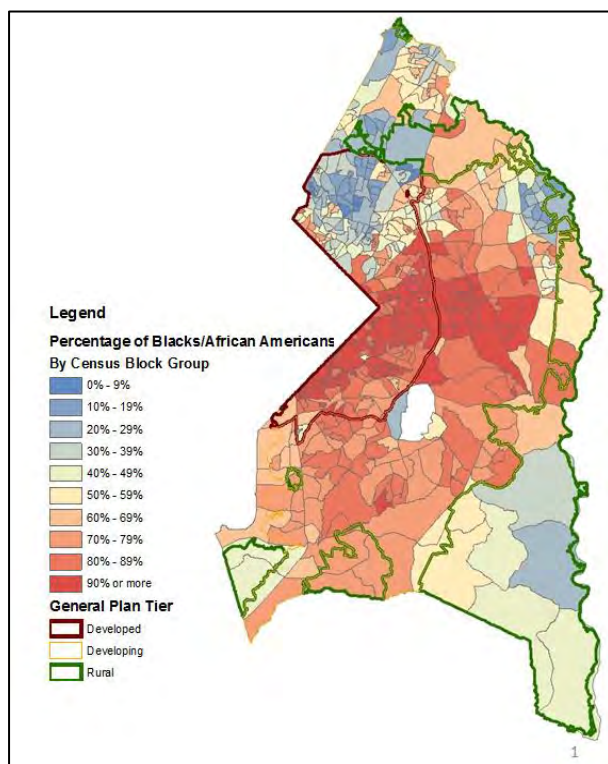 Legend
Percentage of Blacks/African Americans
By Census Block Group
0% - 9%
10% - 19%
20% - 29%
30% - 39%
40% - 49%
50% - 59%
60% - 69%
70% - 79%
80% - 89%
90% or more
General Plan Tier
Developed
Developing
Rural
1